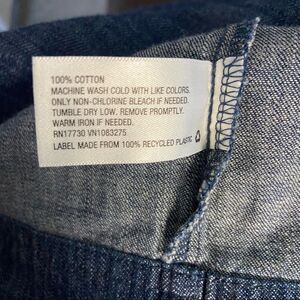 100% COTTON
MACHINE WASH COLD WITH LIKE COLORS.
ONLY NON-CHLORINE BLEACH IF NEEDED.
TUMBLE DRY LOW. REMOVE PROMPTLY.
WARM IRON IF NEEDED.
RN17730 VN1083275
LABEL MADE FROM 100% RECYCLED PLASTIC